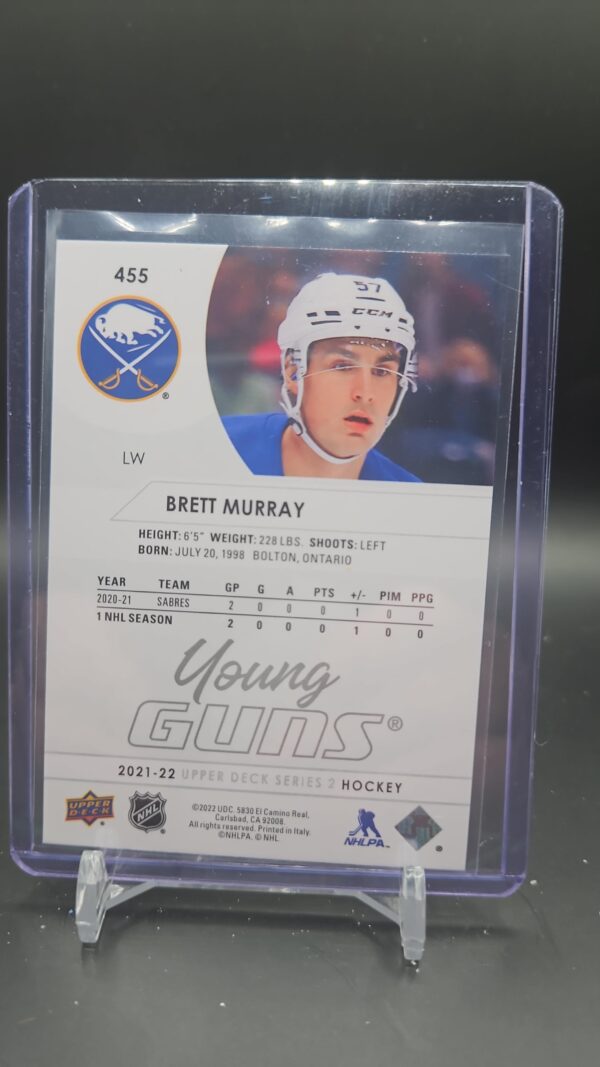 455
57
CCM
LW
BRETT MURRAY
HEIGHT: 6'5" WEIGHT: 228 LBS. SHOOTS: LEFT
BORN: JULY 20, 1998 BOLTON, ONTARIO
YEAR TEAM GP G A PTS +/- PIM PPG
2020-21 SABRES 2 0 0 0 1 0 0
1 NHL SEASON 2 0 0 0 1 0 0
Young
GUNS®
2021-22 UPPER DECK SERIES 2 HOCKEY
UPPER
DECK
®
NHL
©2022 UDC. 5830 El Camino Real,
Carlsbad, CA 92008.
All rights reserved. Printed in Italy.
©NHLPA. © NHL.
NHLPA™